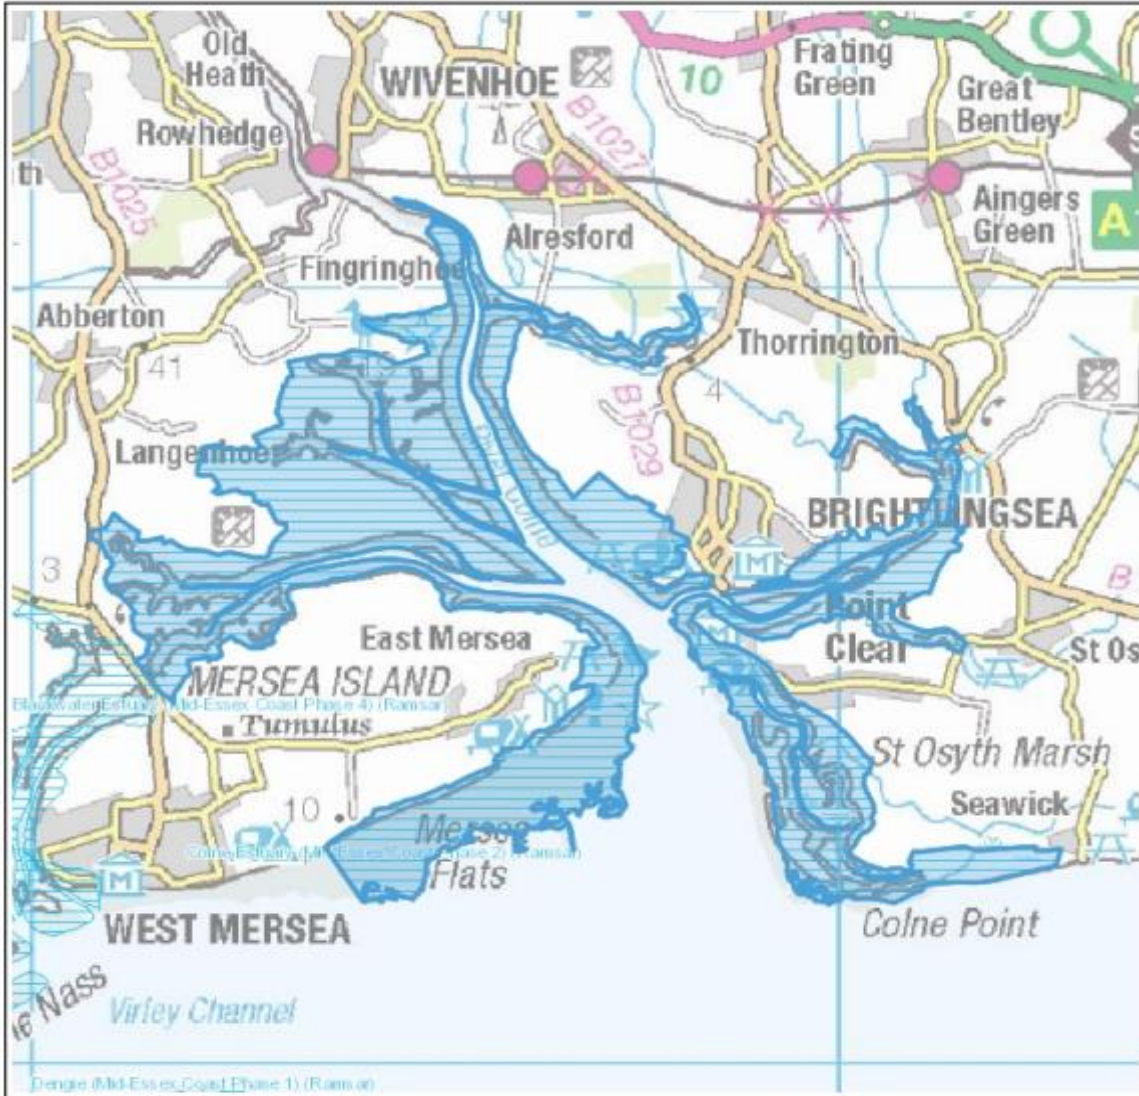 Old
Heath
WIVENHOE
10
Frating
Green
Great
Bentley
Rowhedge
B1027
B1025
th
Aingers
Green
A
Alresford
Fingringhoe
Abberton
41
Thorrington
B1029
4
Langenhoe
River Colne
BRIGHTLINGSEA
M
3
B
Point
Clear
East Mersea
M
St Os
MERSEA ISLAND
Blackwater Estuary (Mid-Essex Coast Phase 4) (Ramsar)
Tumulus
St Osyth Marsh
Seawick
10
Mersea
Flats
Colne Estuary (Mid-Essex Coast Phase 2) (Ramsar)
M
WEST MERSEA
Colne Point
e Nass
Virley Channel
Dengie (Mid-Essex Coast Phase 1) (Ramsar)